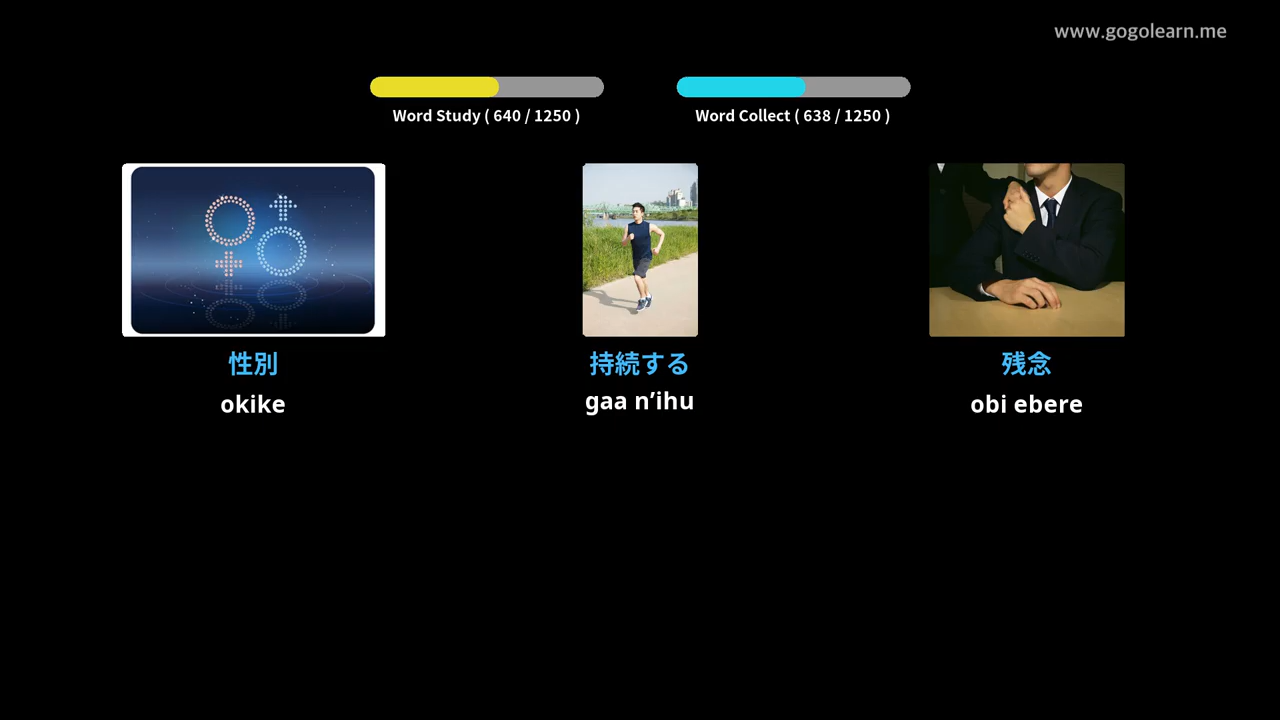 www.gogolearn.me
Word Study ( 640 / 1250 )
Word Collect ( 638 / 1250 )
性別
持続する
残念
okike
gaa n’ihu
obi ebere